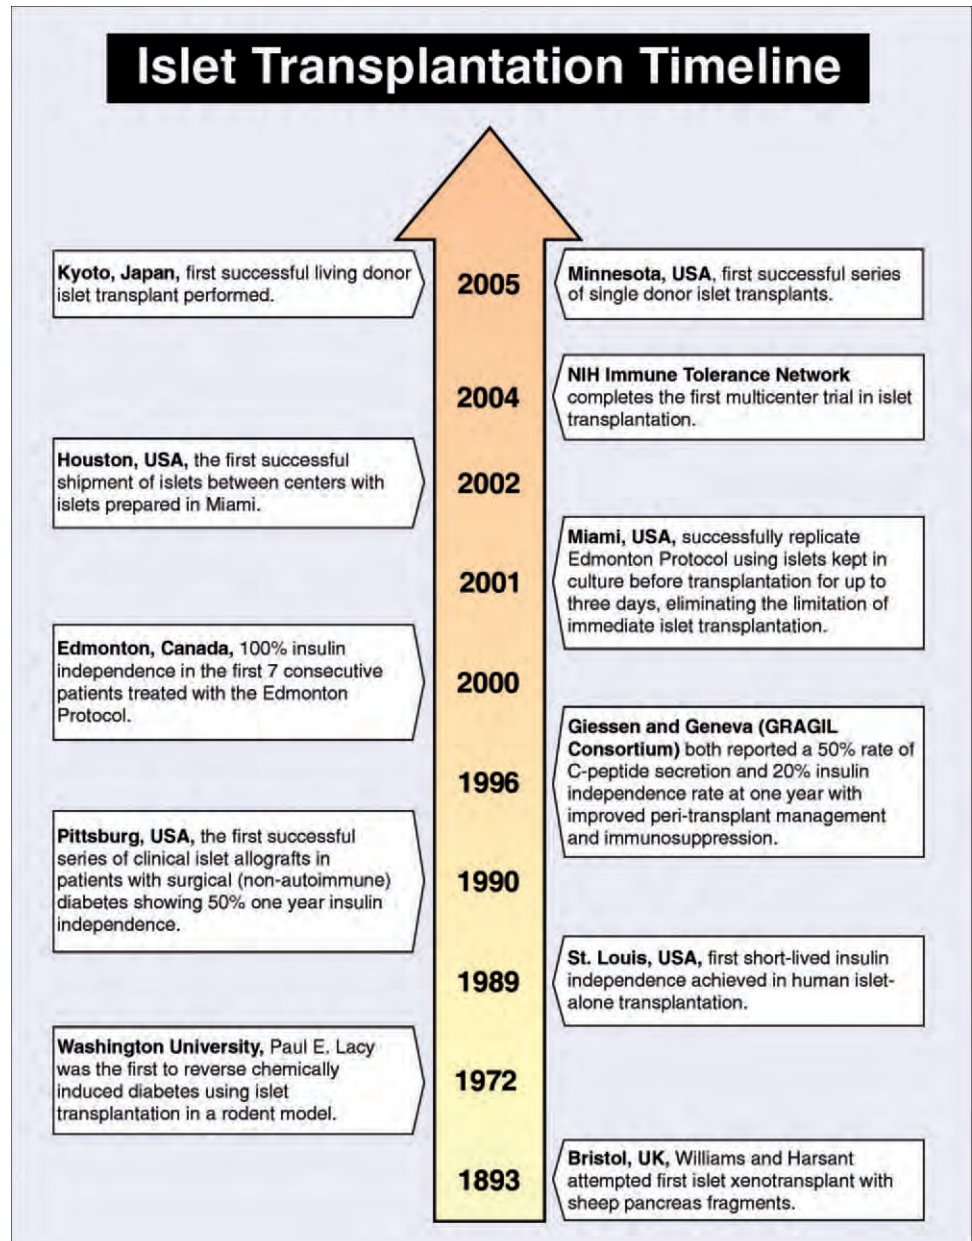 Islet Transplantation Timeline
Kyoto, Japan, first successful living donor
islet transplant performed.
2005
Minnesota, USA, first successful series
of single donor islet transplants.
2004
NIH Immune Tolerance Network
completes the first multicenter trial in islet
transplantation.
Houston, USA, the first successful
shipment of islets between centers with
islets prepared in Miami.
2002
2001
Miami, USA, successfully replicate
Edmonton Protocol using islets kept in
culture before transplantation for up to
three days, eliminating the limitation of
immediate islet transplantation.
Edmonton, Canada, 100% insulin
independence in the first 7 consecutive
patients treated with the Edmonton
Protocol.
2000
1996
Giessen and Geneva (GRAGIL
Consortium) both reported a 50% rate of
C-peptide secretion and 20% insulin
independence rate at one year with
improved peri-transplant management
and immunosuppression.
Pittsburg, USA, the first successful
series of clinical islet allografts in
patients with surgical (non-autoimmune)
diabetes showing 50% one year insulin
independence.
1990
1989
St. Louis, USA, first short-lived insulin
independence achieved in human islet-
alone transplantation.
Washington University, Paul E. Lacy
was the first to reverse chemically
induced diabetes using islet
transplantation in a rodent model.
1972
1893
Bristol, UK, Williams and Harsant
attempted first islet xenotransplant with
sheep pancreas fragments.